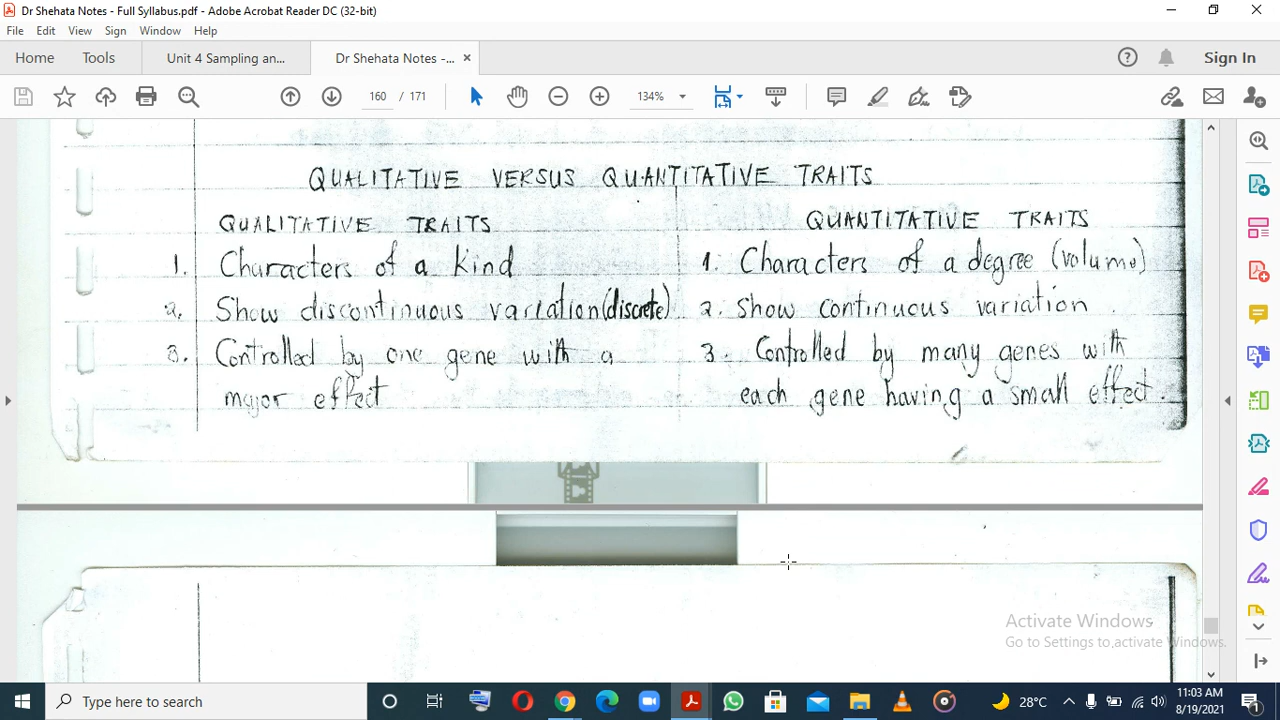 Dr Shehata Notes - Full Syllabus.pdf - Adobe Acrobat Reader DC (32-bit)
File Edit View Sign Window Help
Home Tools Unit 4 Sampling an... Dr Shehata Notes -... × Sign In
160 / 171 134%
QUALITATIVE VERSUS QUANTITATIVE TRAITS
QUALITATIVE TRAITS QUANTITATIVE TRAITS
1. Characters of a kind 1. Characters of a degree (volume)
2. Show discontinuous variation (discrete) 2. Show continuous variation.
3. Controlled by one gene with a 3. Controlled by many genes with
major effect each gene having a small effect.
Activate Windows
Go to Settings to activate Windows.
Type here to search 28°C 11:03 AM
8/19/2021 1